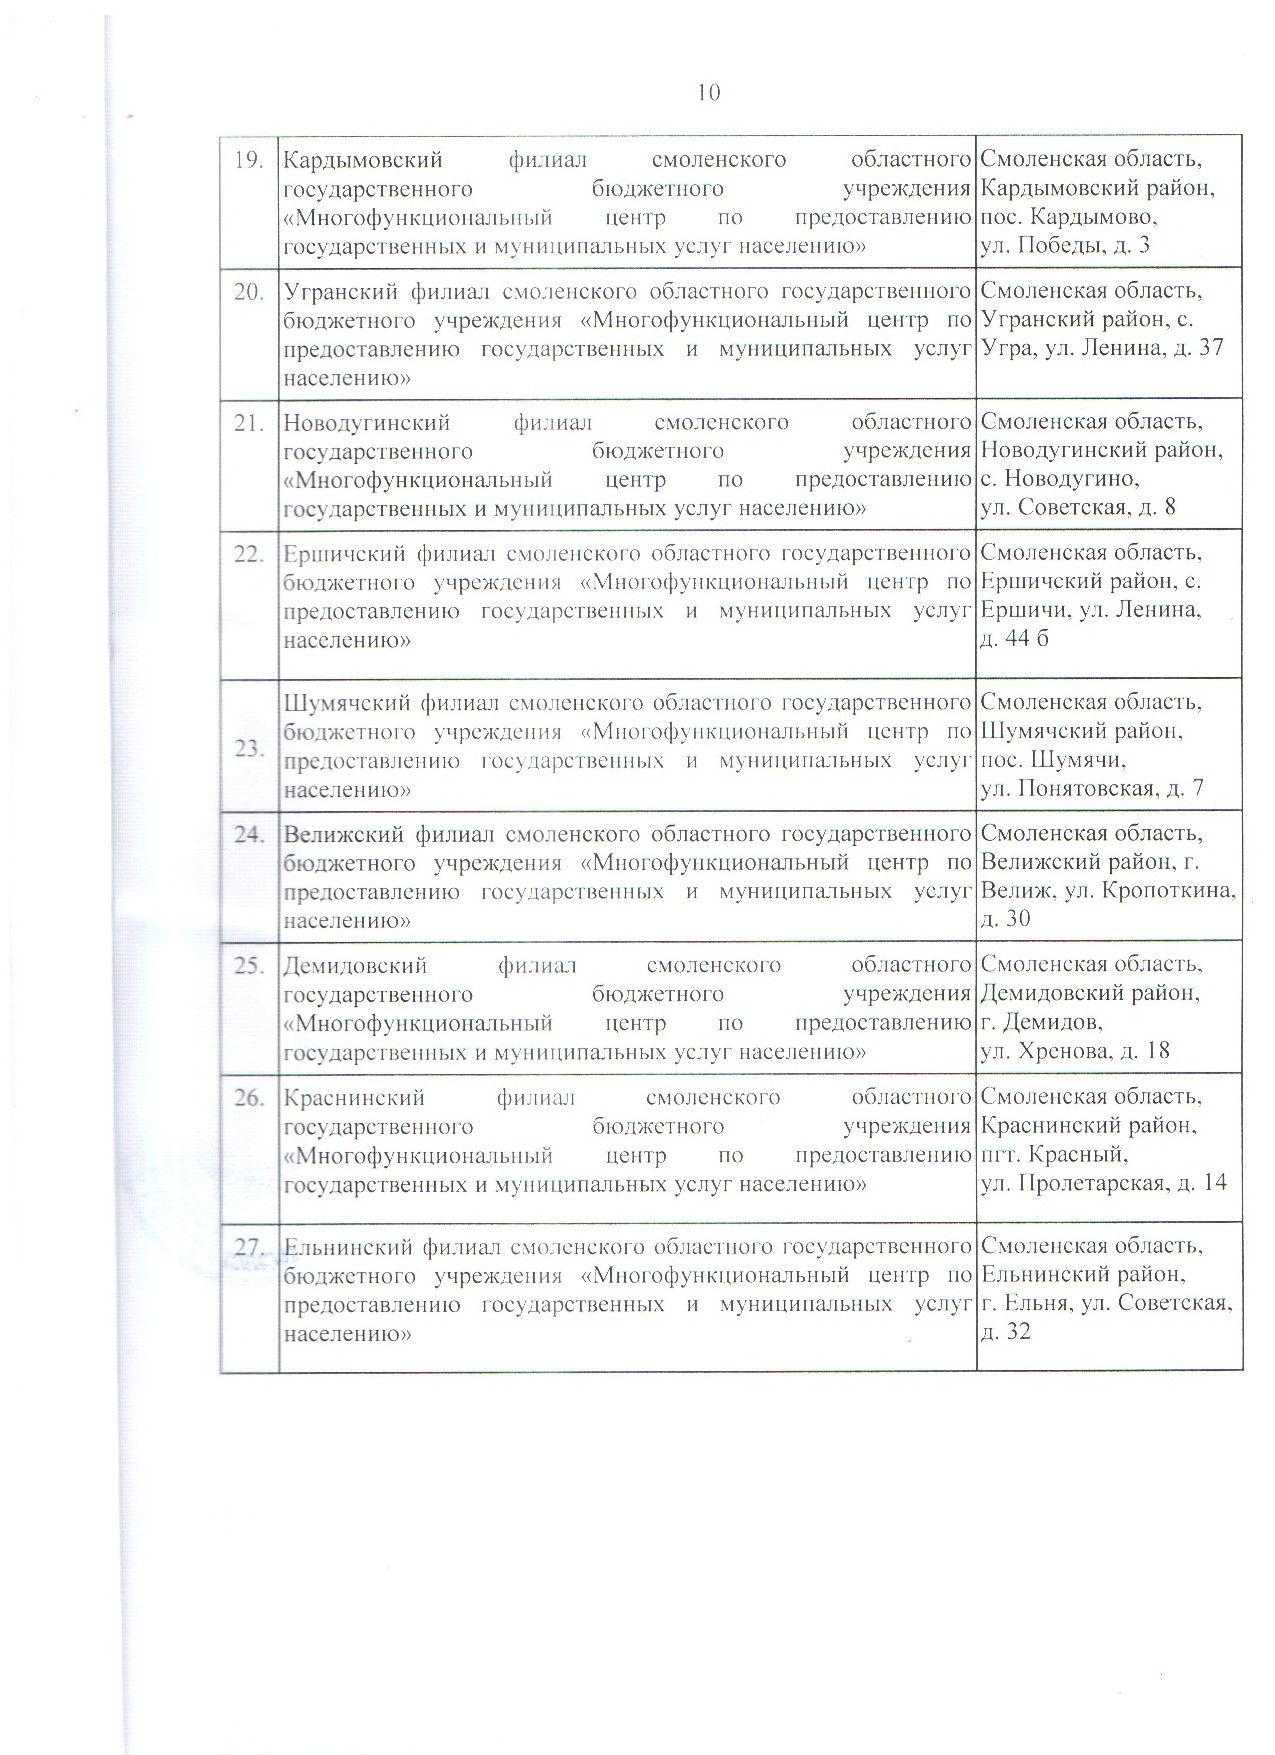 10
19. Кардымовский филиал смоленского областного
государственного бюджетного учреждения
«Многофункциональный центр по предоставлению
государственных и муниципальных услуг населению»
Смоленская область,
Кардымовский район,
пос. Кардымово,
ул. Победы, д. 3
20. Угранский филиал смоленского областного государственного
бюджетного учреждения «Многофункциональный центр по
предоставлению государственных и муниципальных услуг
населению»
Смоленская область,
Угранский район, с.
Угра, ул. Ленина, д. 37
21. Новодугинский филиал смоленского областного
государственного бюджетного учреждения
«Многофункциональный центр по предоставлению
государственных и муниципальных услуг населению»
Смоленская область,
Новодугинский район,
с. Новодугино,
ул. Советская, д. 8
22. Ершичский филиал смоленского областного государственного
бюджетного учреждения «Многофункциональный центр по
предоставлению государственных и муниципальных услуг
населению»
Смоленская область,
Ершичский район, с.
Ершичи, ул. Ленина,
д. 44 б
23. Шумячский филиал смоленского областного государственного
бюджетного учреждения «Многофункциональный центр по
предоставлению государственных и муниципальных услуг
населению»
Смоленская область,
Шумячский район,
пос. Шумячи,
ул. Понятовская, д. 7
24. Велижский филиал смоленского областного государственного
бюджетного учреждения «Многофункциональный центр по
предоставлению государственных и муниципальных услуг
населению»
Смоленская область,
Велижский район, г.
Велиж, ул. Кропоткина,
д. 30
25. Демидовский филиал смоленского областного
государственного бюджетного учреждения
«Многофункциональный центр по предоставлению
государственных и муниципальных услуг населению»
Смоленская область,
Демидовский район,
г. Демидов,
ул. Хренова, д. 18
26. Краснинский филиал смоленского областного
государственного бюджетного учреждения
«Многофункциональный центр по предоставлению
государственных и муниципальных услуг населению»
Смоленская область,
Краснинский район,
пгт. Красный,
ул. Пролетарская, д. 14
27. Ельнинский филиал смоленского областного государственного
бюджетного учреждения «Многофункциональный центр по
предоставлению государственных и муниципальных услуг
населению»
Смоленская область,
Ельнинский район,
г. Ельня, ул. Советская,
д. 32